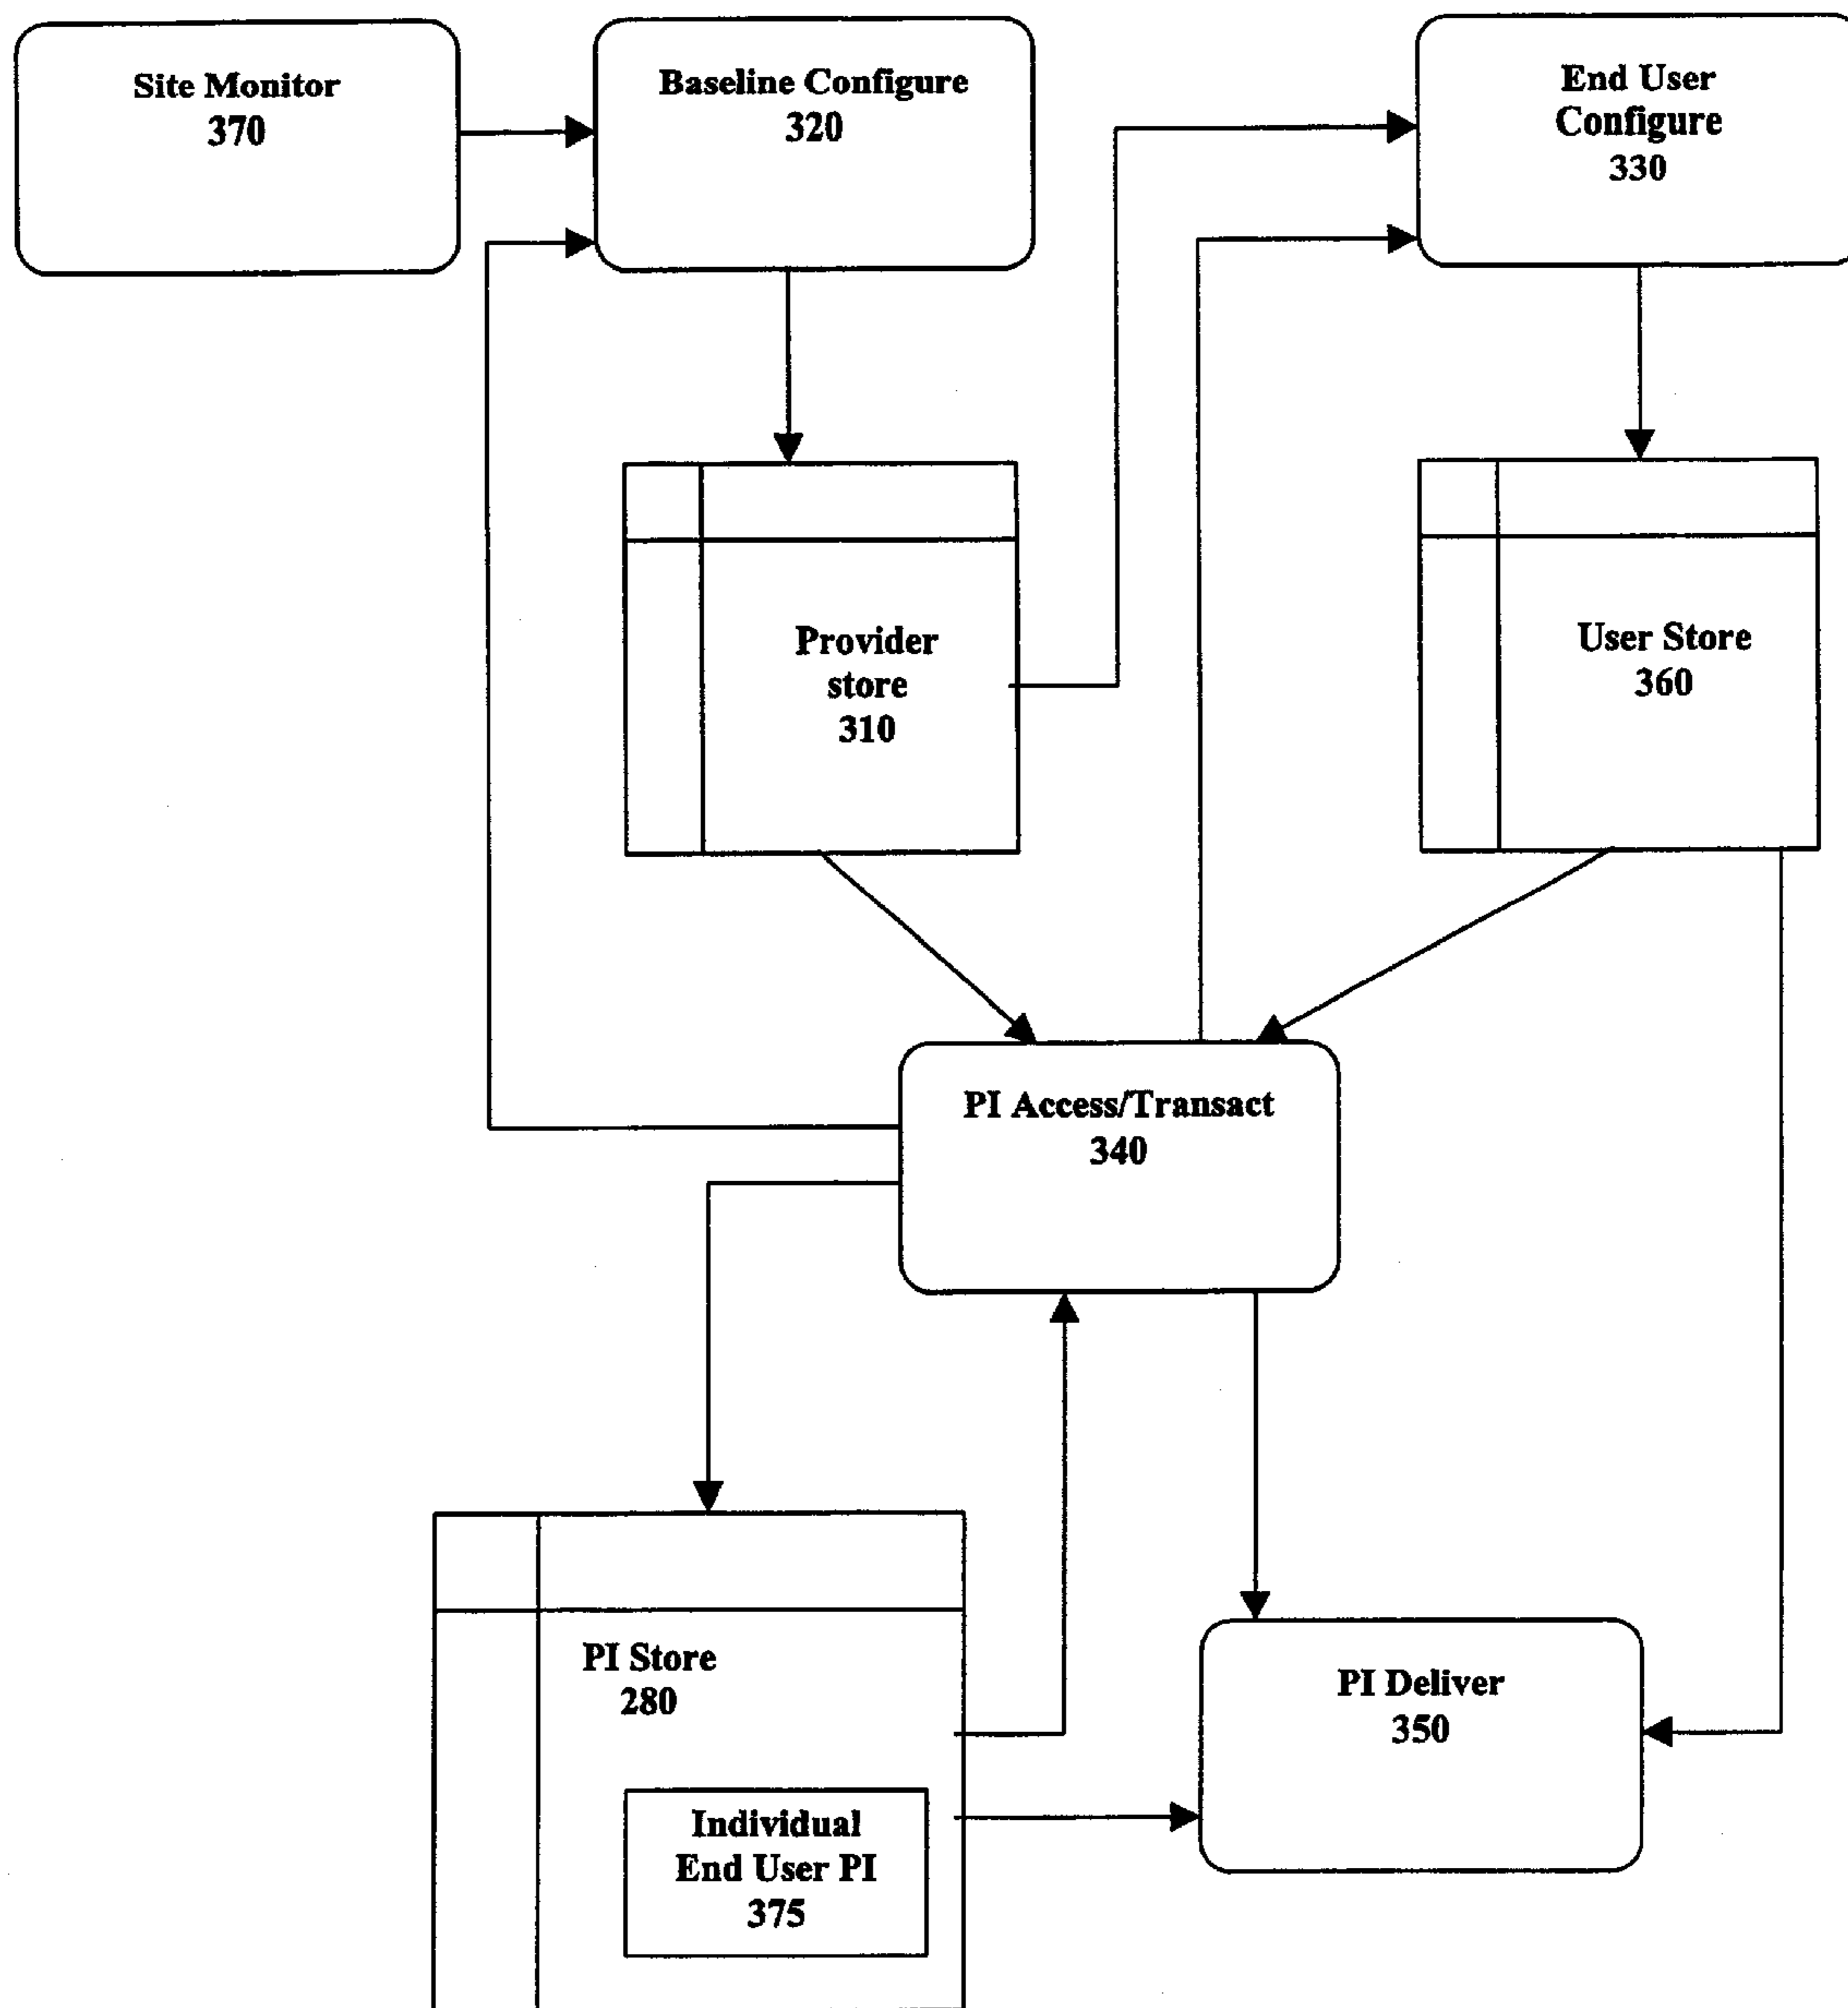 Site Monitor
370
Baseline Configure
320
End User
Configure
330
Provider
store
310
User Store
360
PI Access/Transact
340
PI Store
280
Individual
End User PI
375
PI Deliver
350